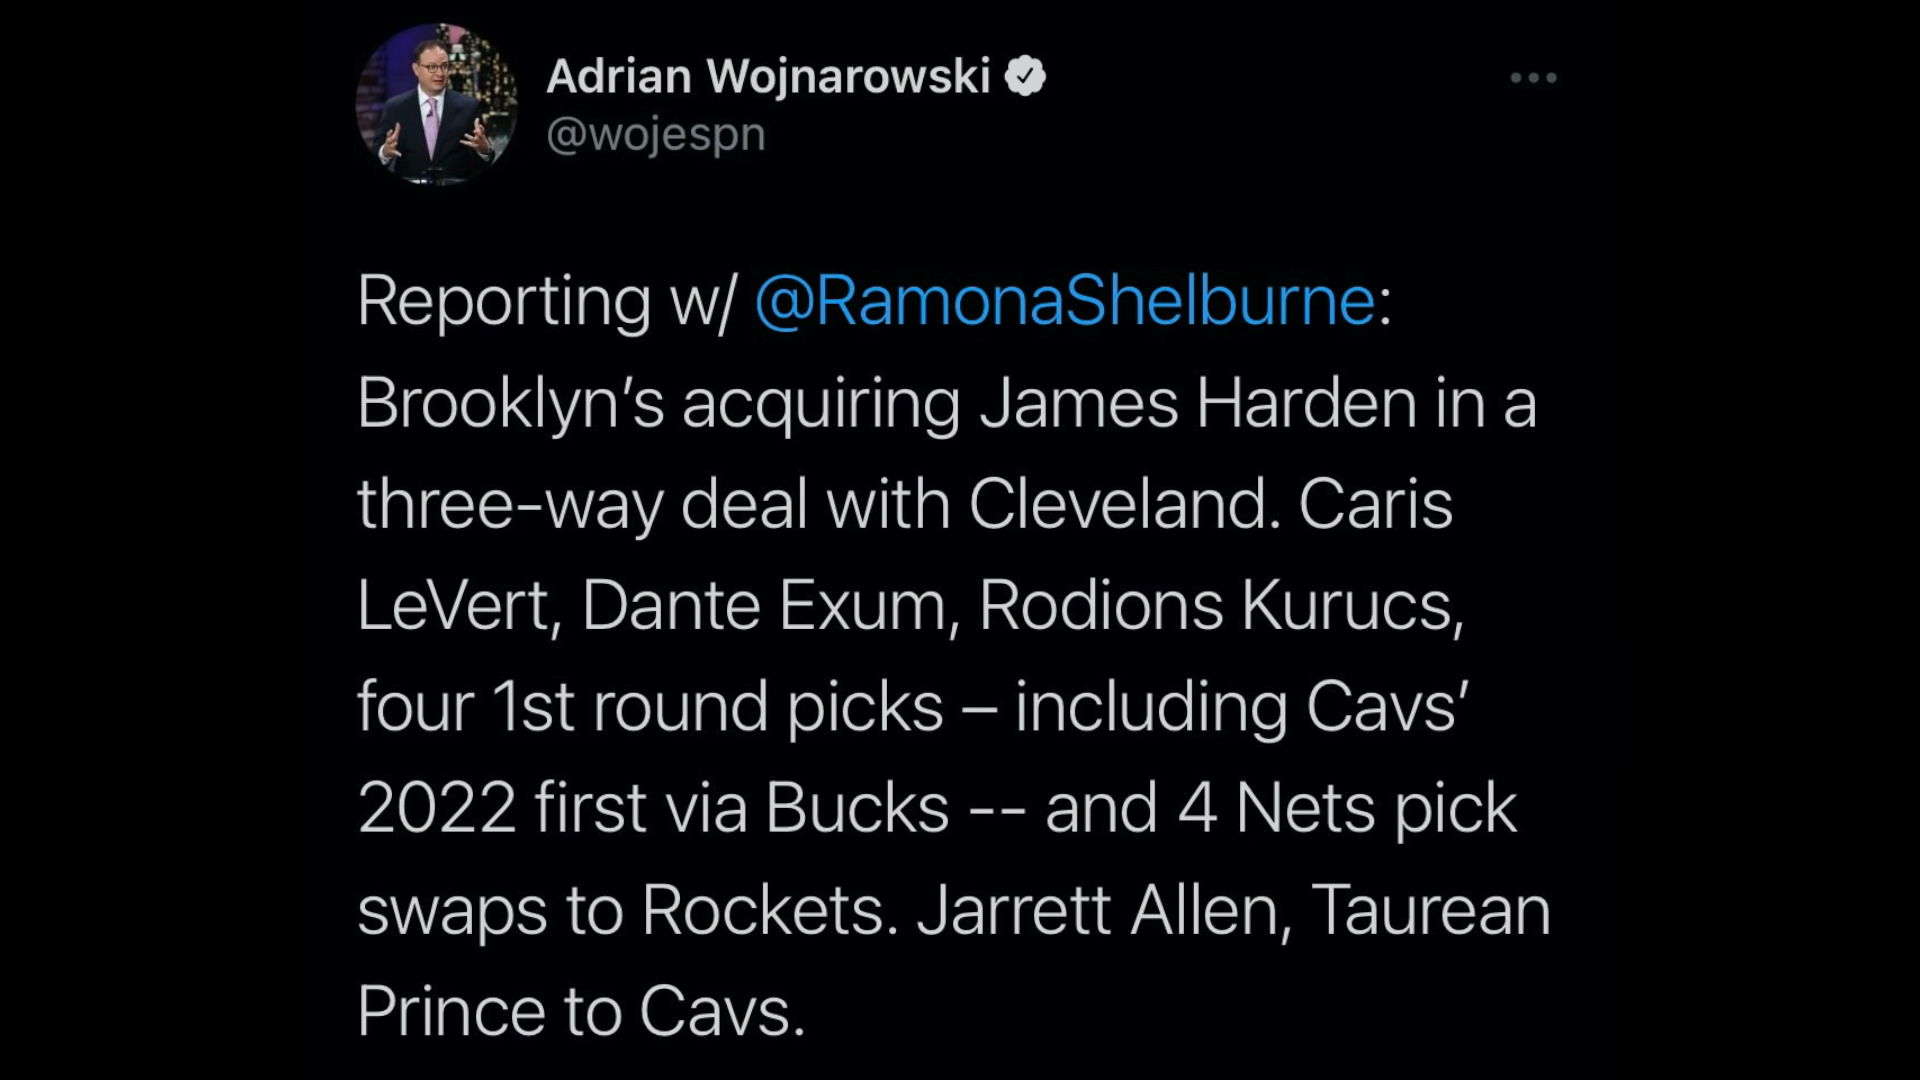 Adrian Wojnarowski
@wojespn
Reporting w/ @RamonaShelburne:
Brooklyn’s acquiring James Harden in a
three-way deal with Cleveland. Caris
LeVert, Dante Exum, Rodions Kurucs,
four 1st round picks – including Cavs’
2022 first via Bucks -- and 4 Nets pick
swaps to Rockets. Jarrett Allen, Taurean
Prince to Cavs.